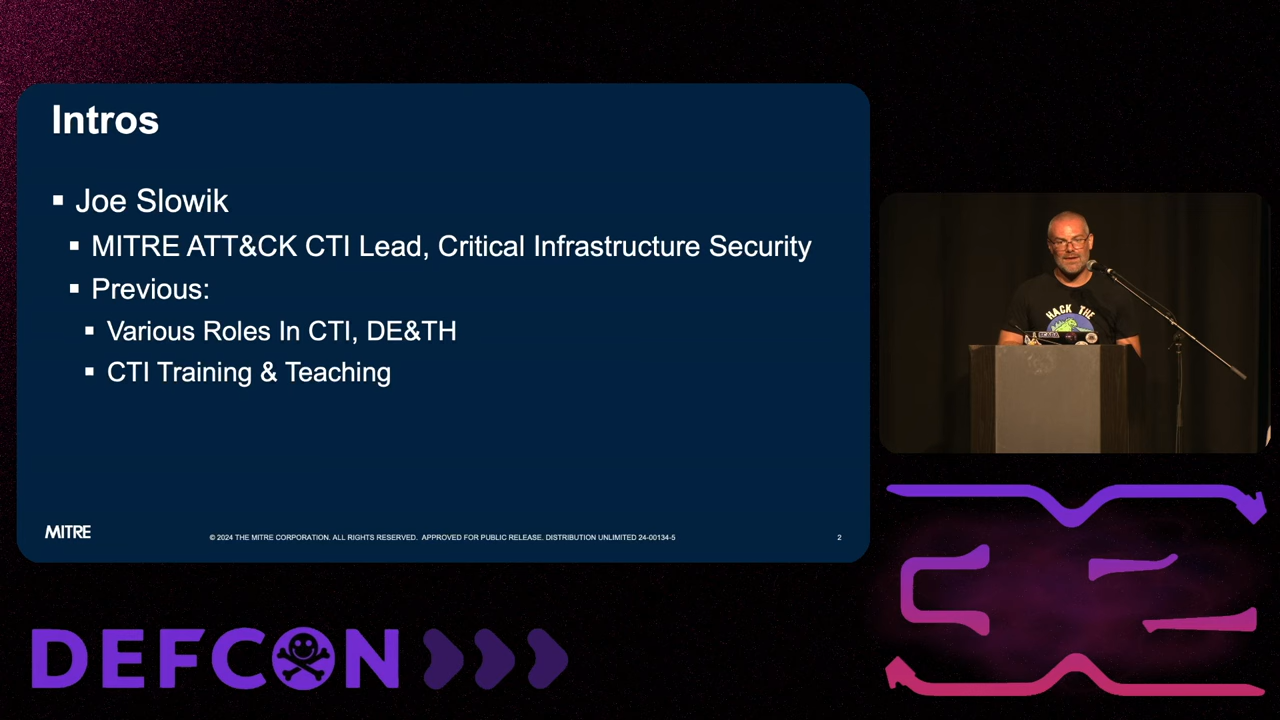 Intros
▪ Joe Slowik
▪ MITRE ATT&CK CTI Lead, Critical Infrastructure Security
▪ Previous:
▪ Various Roles In CTI, DE&TH
▪ CTI Training & Teaching
MITRE
© 2024 THE MITRE CORPORATION. ALL RIGHTS RESERVED. APPROVED FOR PUBLIC RELEASE. DISTRIBUTION UNLIMITED 24-00134-5
2
HACK THE
DEFCON